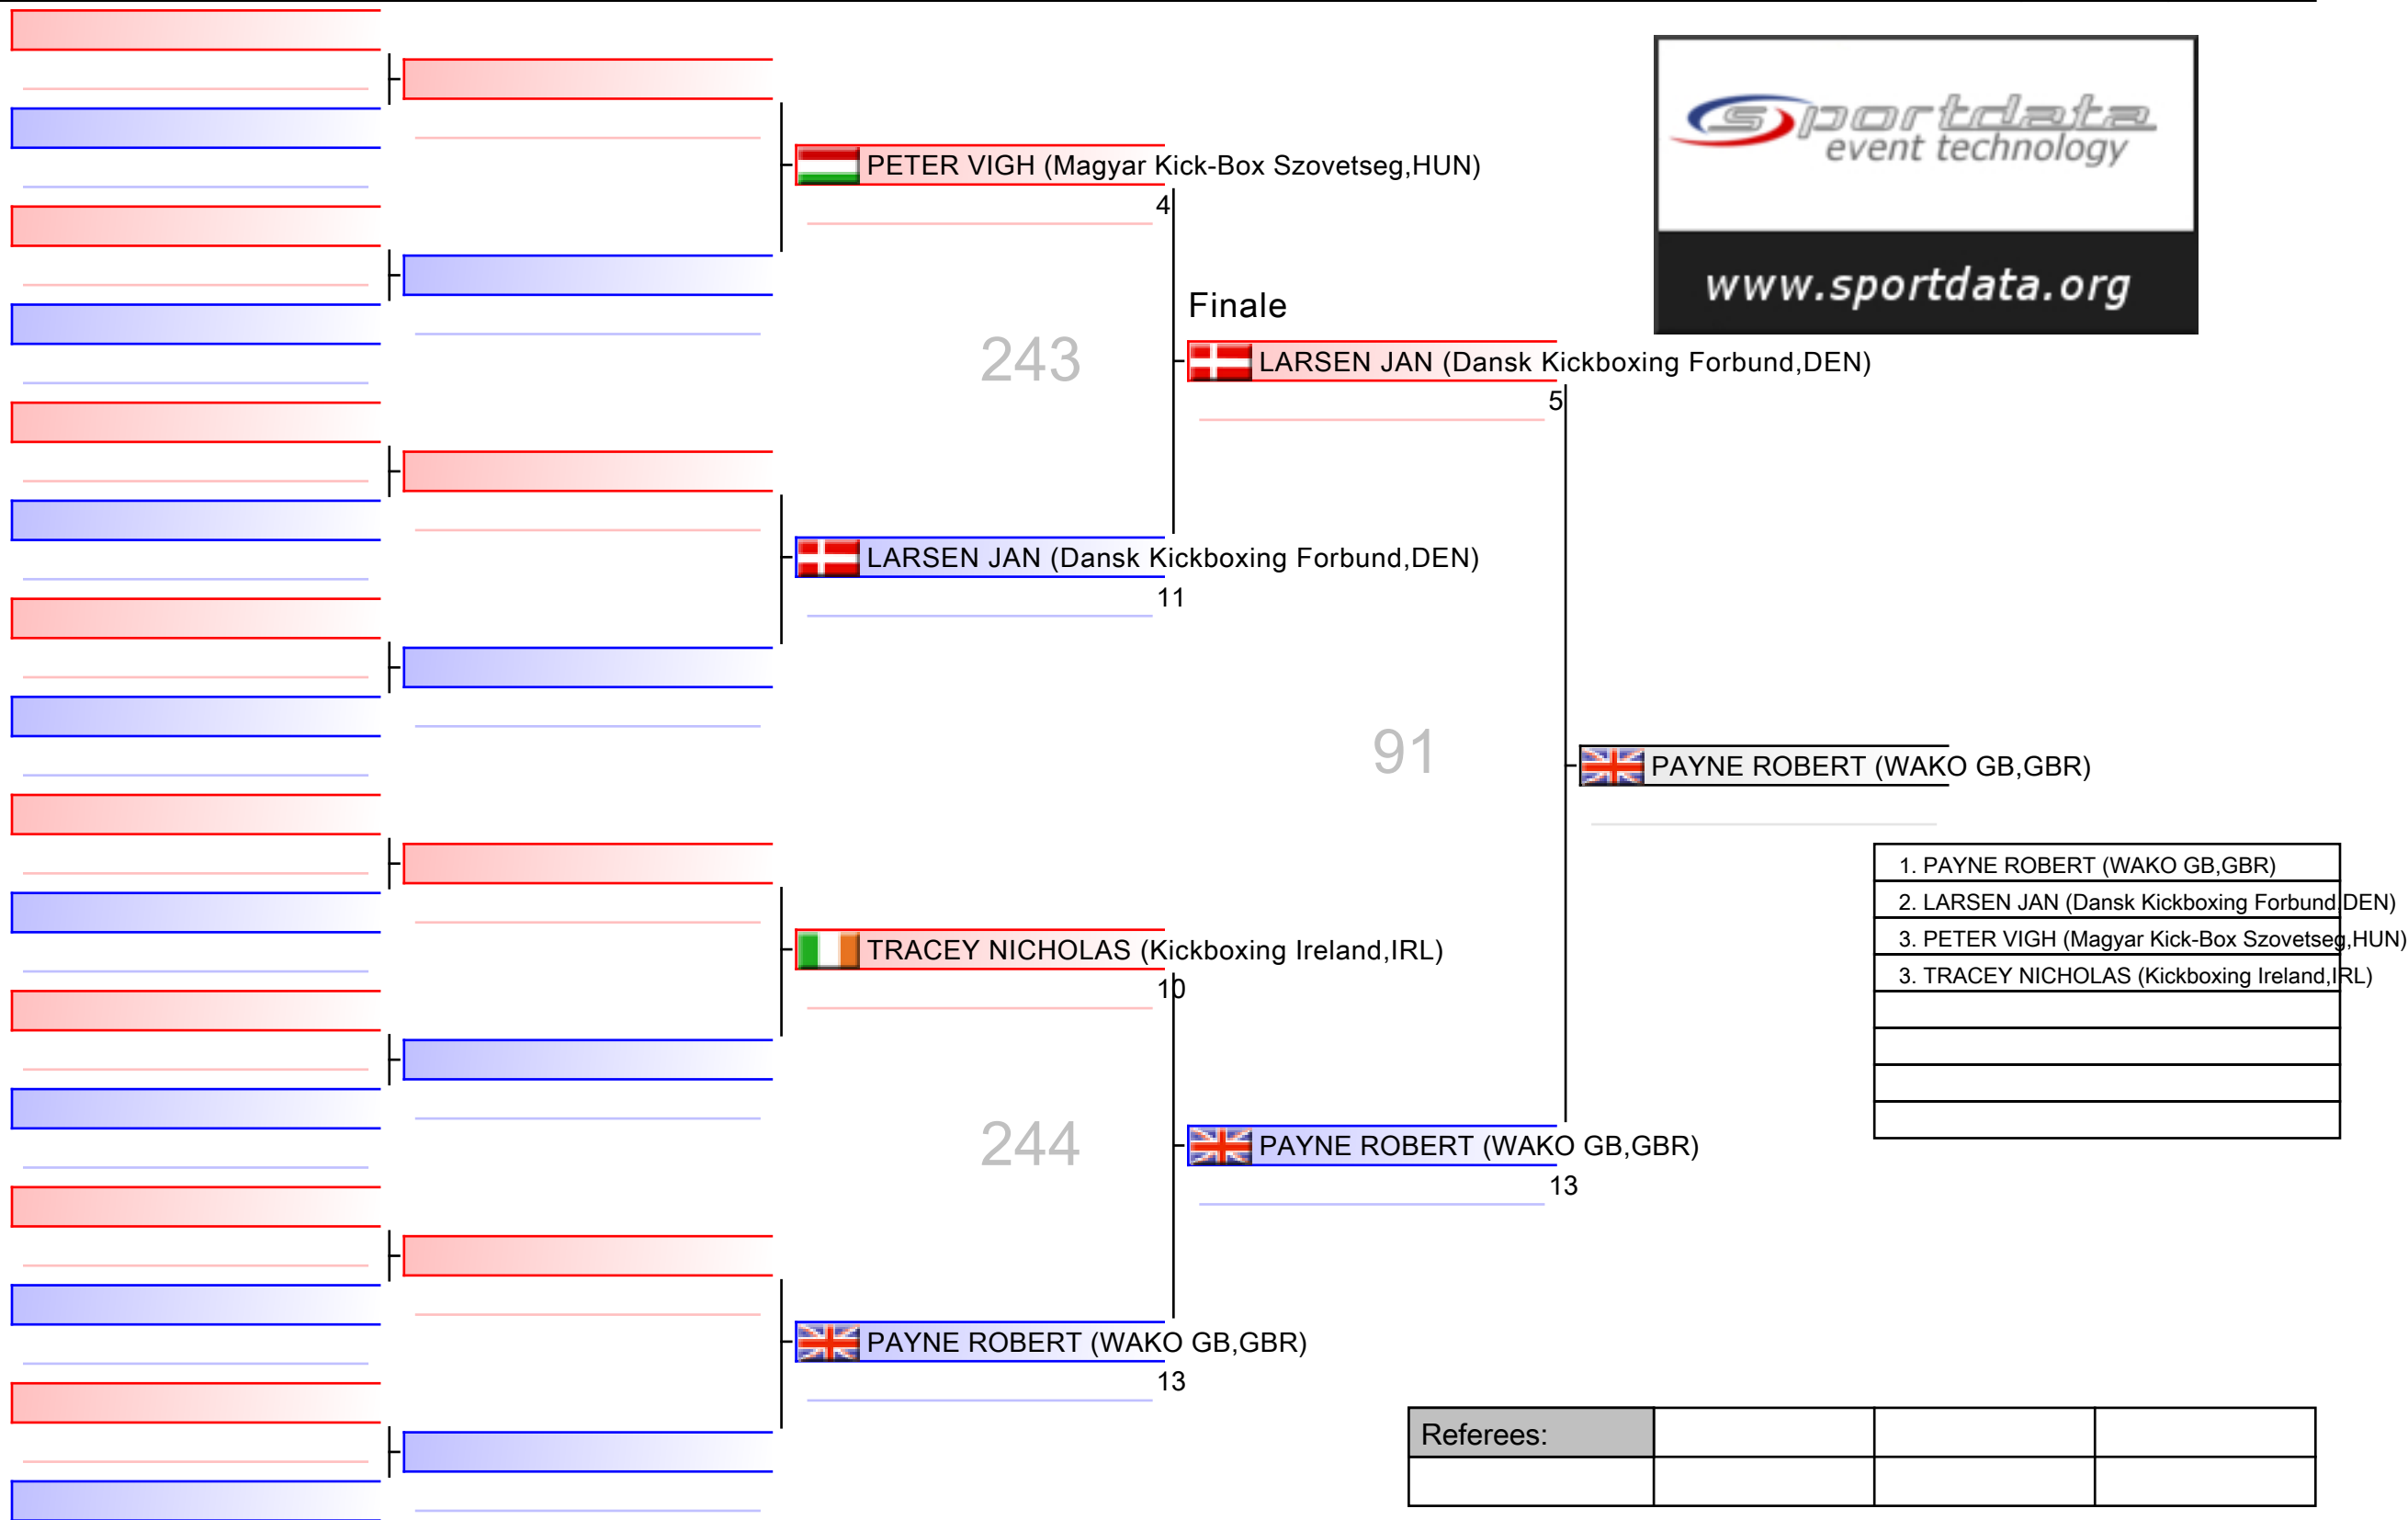 sportdata
event technology
www.sportdata.org
PETER VIGH (Magyar Kick-Box Szovetseg,HUN)
4
243
Finale
LARSEN JAN (Dansk Kickboxing Forbund,DEN)
5
LARSEN JAN (Dansk Kickboxing Forbund,DEN)
11
91
PAYNE ROBERT (WAKO GB,GBR)
1. PAYNE ROBERT (WAKO GB,GBR)
2. LARSEN JAN (Dansk Kickboxing Forbund,DEN)
3. PETER VIGH (Magyar Kick-Box Szovetseg,HUN)
3. TRACEY NICHOLAS (Kickboxing Ireland,IRL)
TRACEY NICHOLAS (Kickboxing Ireland,IRL)
10
244
PAYNE ROBERT (WAKO GB,GBR)
13
PAYNE ROBERT (WAKO GB,GBR)
13
Referees: